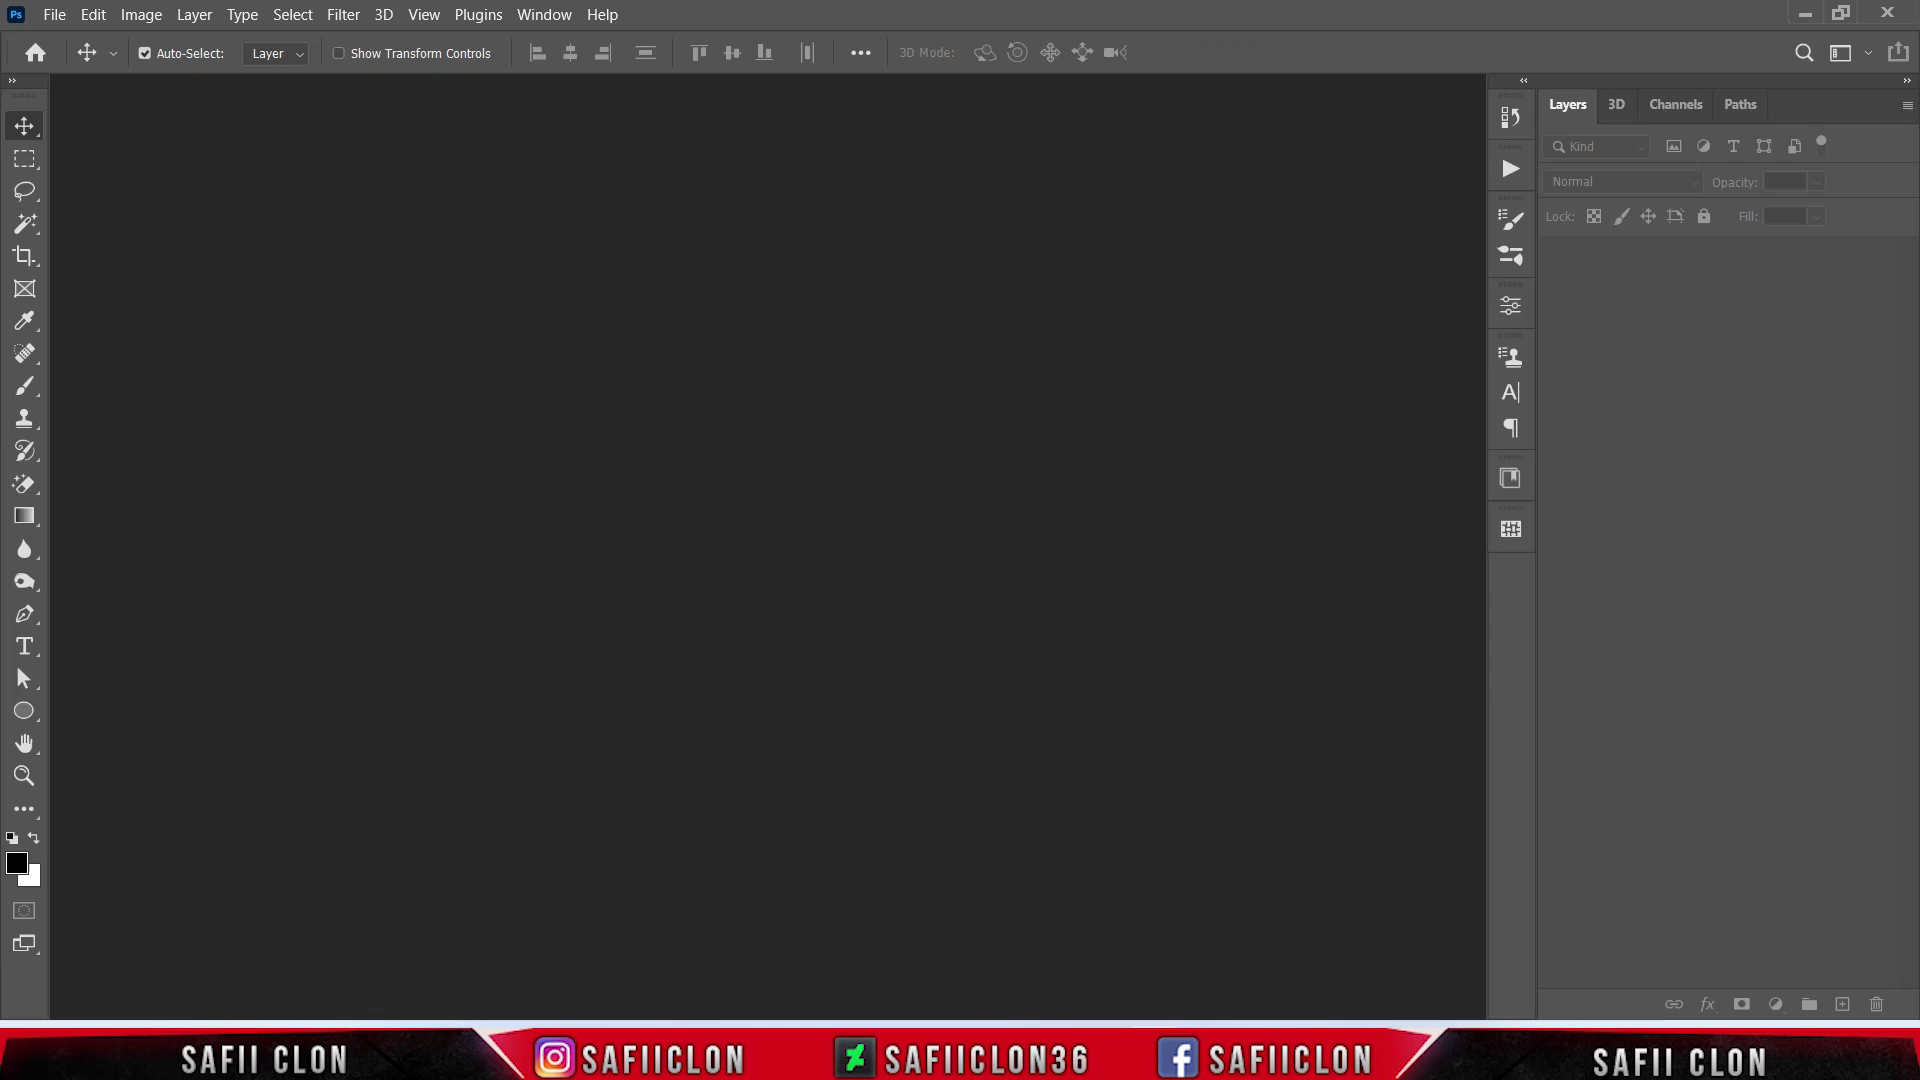 Ps File Edit Image Layer Type Select Filter 3D View Plugins Window Help
Auto-Select: Layer Show Transform Controls 3D Mode:
Layers 3D Channels Paths
Kind
Normal Opacity:
Lock: Fill:
SAFII CLON SAFIICLON SAFIICLON36 SAFIICLON SAFII CLON